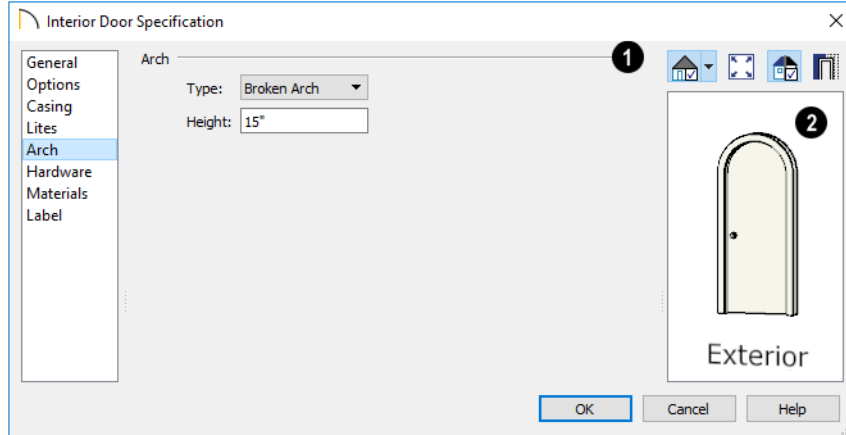 Interior Door Specification
General
Options
Casing
Lites
Arch
Hardware
Materials
Label
Arch
Type: Broken Arch
Height: 15"
1
2
Exterior
OK Cancel Help